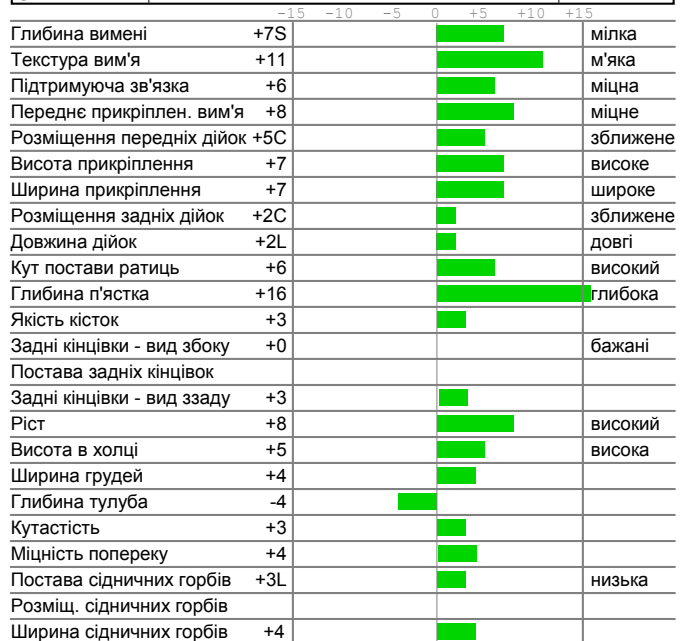 -15 -10 -5 0 +5 +10 +15
Глибина вимені +7S мілка
Текстура вим'я +11 м'яка
Підтримуюча зв'язка +6 міцна
Переднє прикріплен. вим'я +8 міцне
Розміщення передніх дійок +5C зближене
Висота прикріплення +7 високе
Ширина прикріплення +7 широке
Розміщення задніх дійок +2C зближене
Довжина дійок +2L довгі
Кут постави ратиць +6 високий
Глибина п'ястка +16 глибока
Якість кісток +3
Задні кінцівки - вид збоку +0 бажані
Постава задніх кінцівок
Задні кінцівки - вид ззаду +3
Ріст +8 високий
Висота в холці +5 висока
Ширина грудей +4
Глибина тулуба -4
Кутастість +3
Міцність попереку +4
Постава сідничних горбів +3L низька
Розміщ. сідничних горбів
Ширина сідничних горбів +4